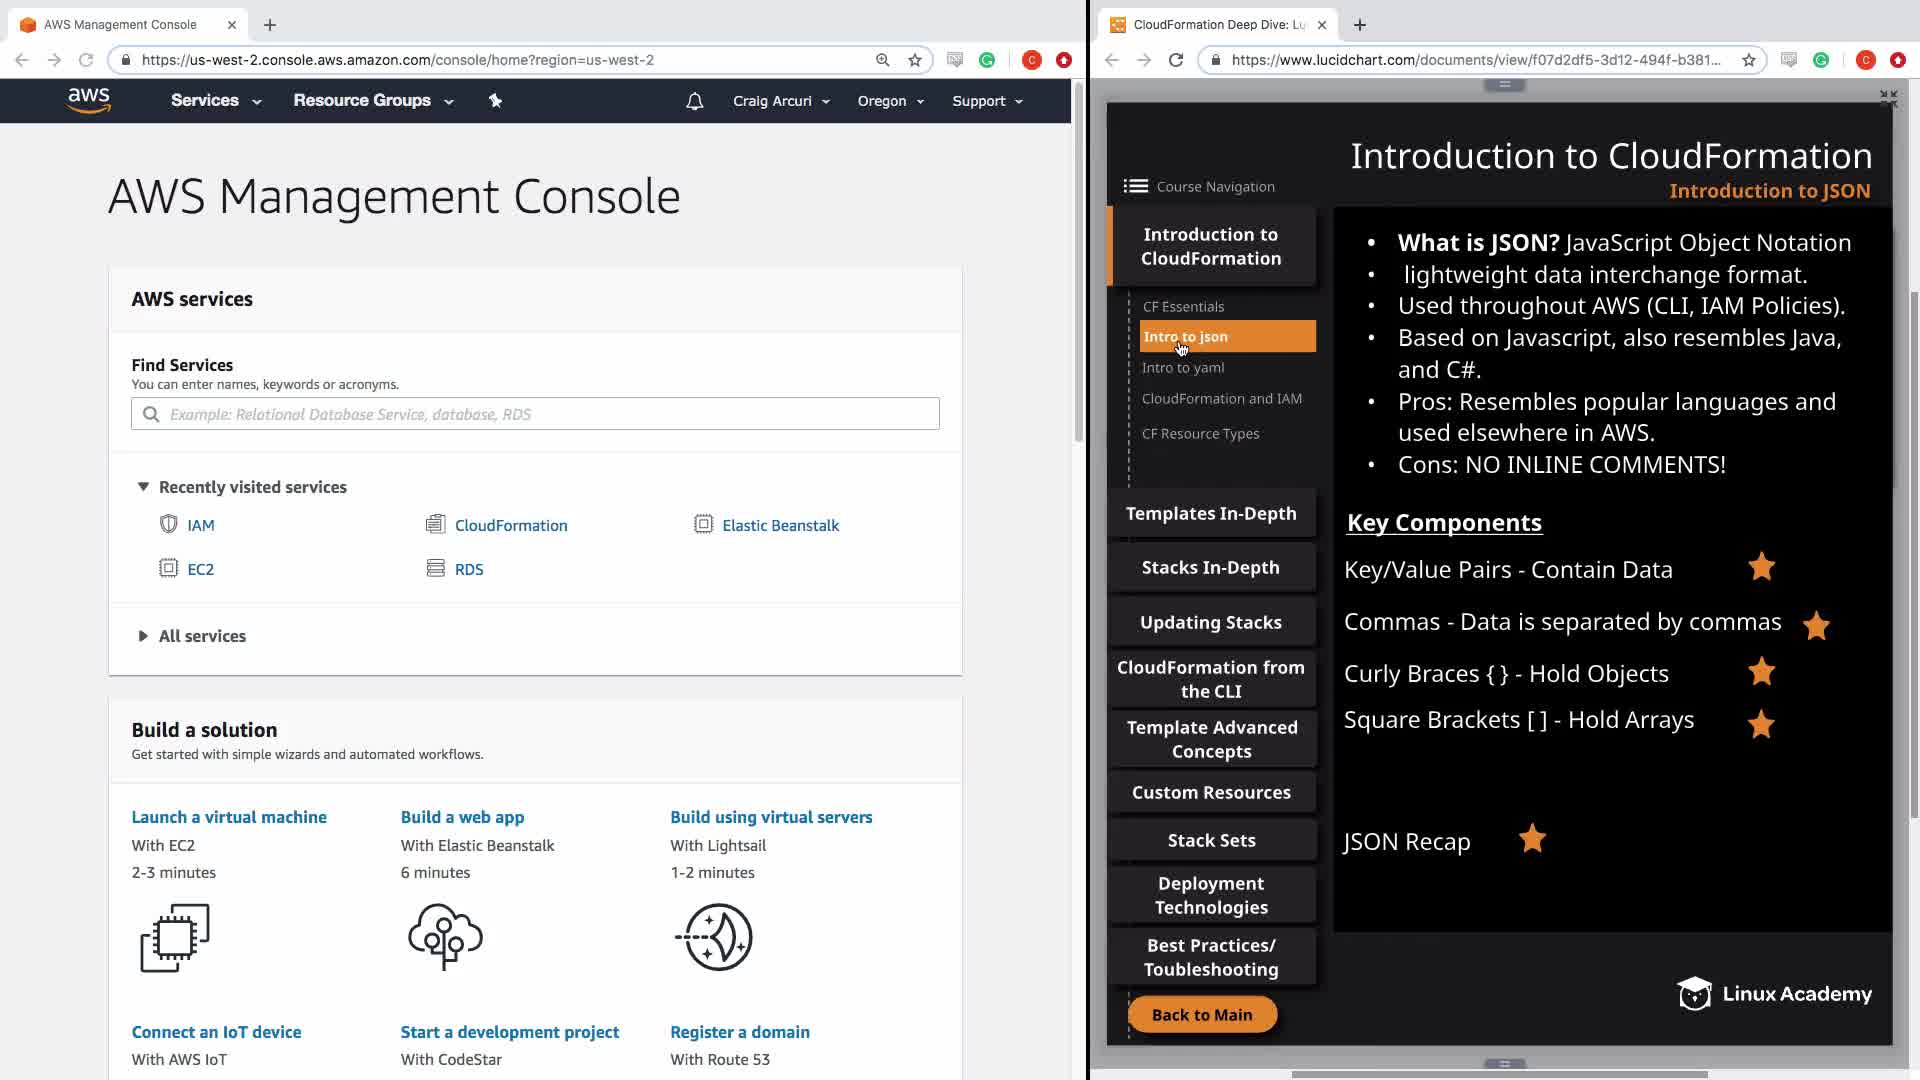 AWS Management Console
https://us-west-2.console.aws.amazon.com/console/home?region=us-west-2
C
aws
Services
Resource Groups
Craig Arcuri
Oregon
Support
AWS Management Console
AWS services
Find Services
You can enter names, keywords or acronyms.
Example: Relational Database Service, database, RDS
Recently visited services
IAM
CloudFormation
Elastic Beanstalk
EC2
RDS
All services
Build a solution
Get started with simple wizards and automated workflows.
Launch a virtual machine
With EC2
2-3 minutes
Build a web app
With Elastic Beanstalk
6 minutes
Build using virtual servers
With Lightsail
1-2 minutes
Connect an IoT device
With AWS IoT
Start a development project
With CodeStar
Register a domain
With Route 53
CloudFormation Deep Dive: Lu
https://www.lucidchart.com/documents/view/f07d2df5-3d12-494f-b381...
C
Introduction to CloudFormation
Introduction to JSON
Course Navigation
Introduction to
CloudFormation
CF Essentials
Intro to json
Intro to yaml
CloudFormation and IAM
CF Resource Types
Templates In-Depth
Stacks In-Depth
Updating Stacks
CloudFormation from
the CLI
Template Advanced
Concepts
Custom Resources
Stack Sets
Deployment
Technologies
Best Practices/
Toubleshooting
Back to Main
• What is JSON? JavaScript Object Notation
• lightweight data interchange format.
• Used throughout AWS (CLI, IAM Policies).
• Based on Javascript, also resembles Java,
and C#.
• Pros: Resembles popular languages and
used elsewhere in AWS.
• Cons: NO INLINE COMMENTS!
Key Components
Key/Value Pairs - Contain Data
Commas - Data is separated by commas
Curly Braces { } - Hold Objects
Square Brackets [ ] - Hold Arrays
JSON Recap
Linux Academy